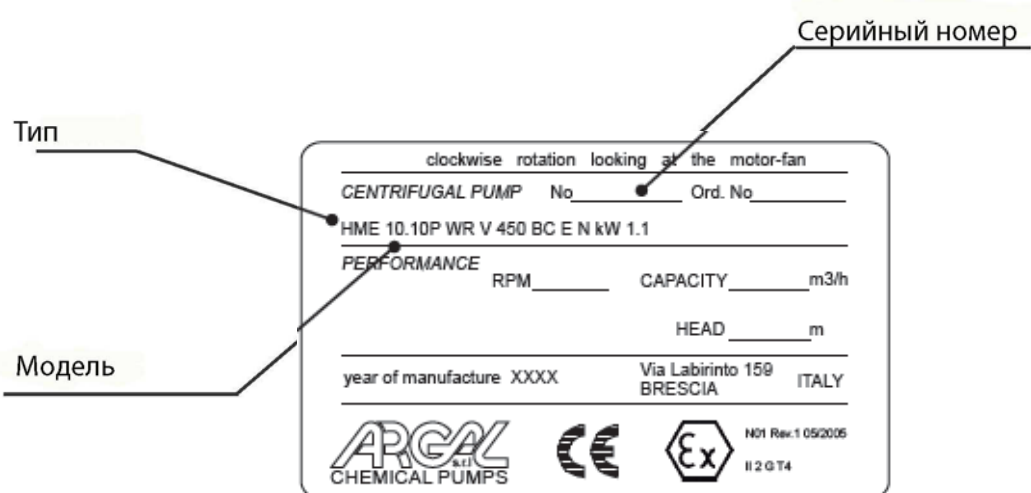 Серийный номер
Тип
clockwise rotation looking at the motor-fan
CENTRIFUGAL PUMP No Ord. No
HME 10.10P WR V 450 BC E N kW 1.1
PERFORMANCE
RPM CAPACITY m3/h
HEAD m
Модель
year of manufacture XXXX Via Labirinto 159
BRESCIA ITALY
ARGAL
s.r.l
CHEMICAL PUMPS
CE
Ex
N01 Rev.1 05/2005
II 2 G T4